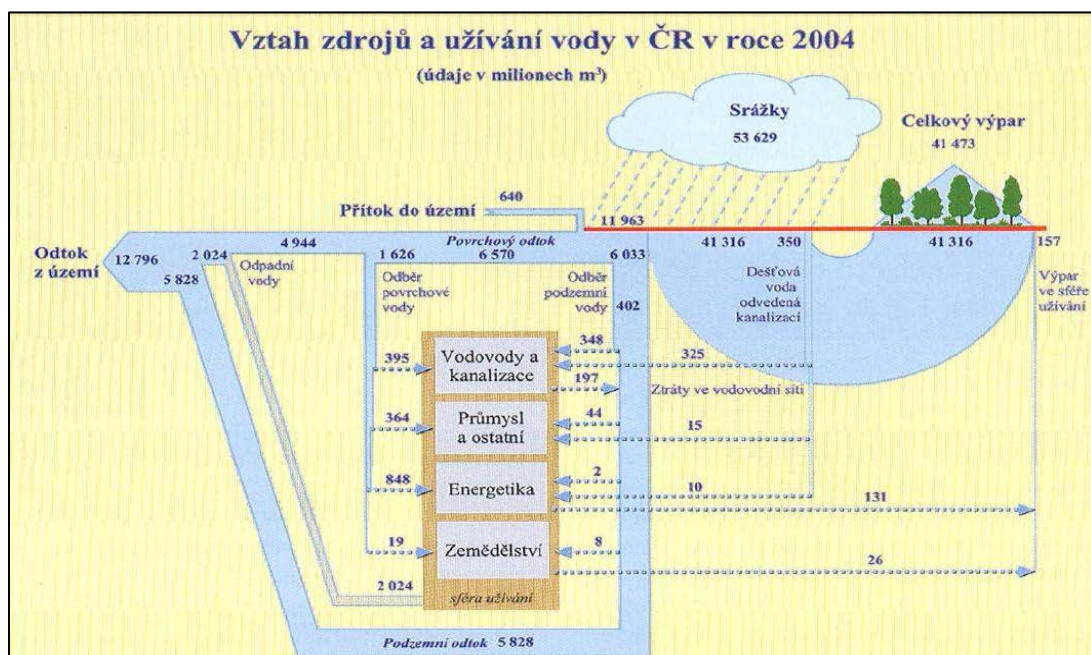 Vztah zdrojů a užívání vody v ČR v roce 2004
(údaje v milionech m³)
Srážky
53 629
Celkový výpar
41 473
640
Přítok do území
11 963
Odtok
z území
12 796
2 024
4 944
Povrchový odtok
5 828
Odpadní
vody
1 626
6 570
6 033
41 316
350
41 316
157
Odběr
povrchové
vody
Odběr
podzemní
vody
402
Dešťová
voda
odvedená
kanalizací
Výpar
ve sféře
užívání
395
Vodovody a
kanalizace
348
325
197
Ztráty ve vodovodní síti
364
Průmysl
a ostatní
44
15
848
Energetika
2
10
131
19
Zemědělství
8
26
2 024
sféra užívání
Podzemní odtok 5 828